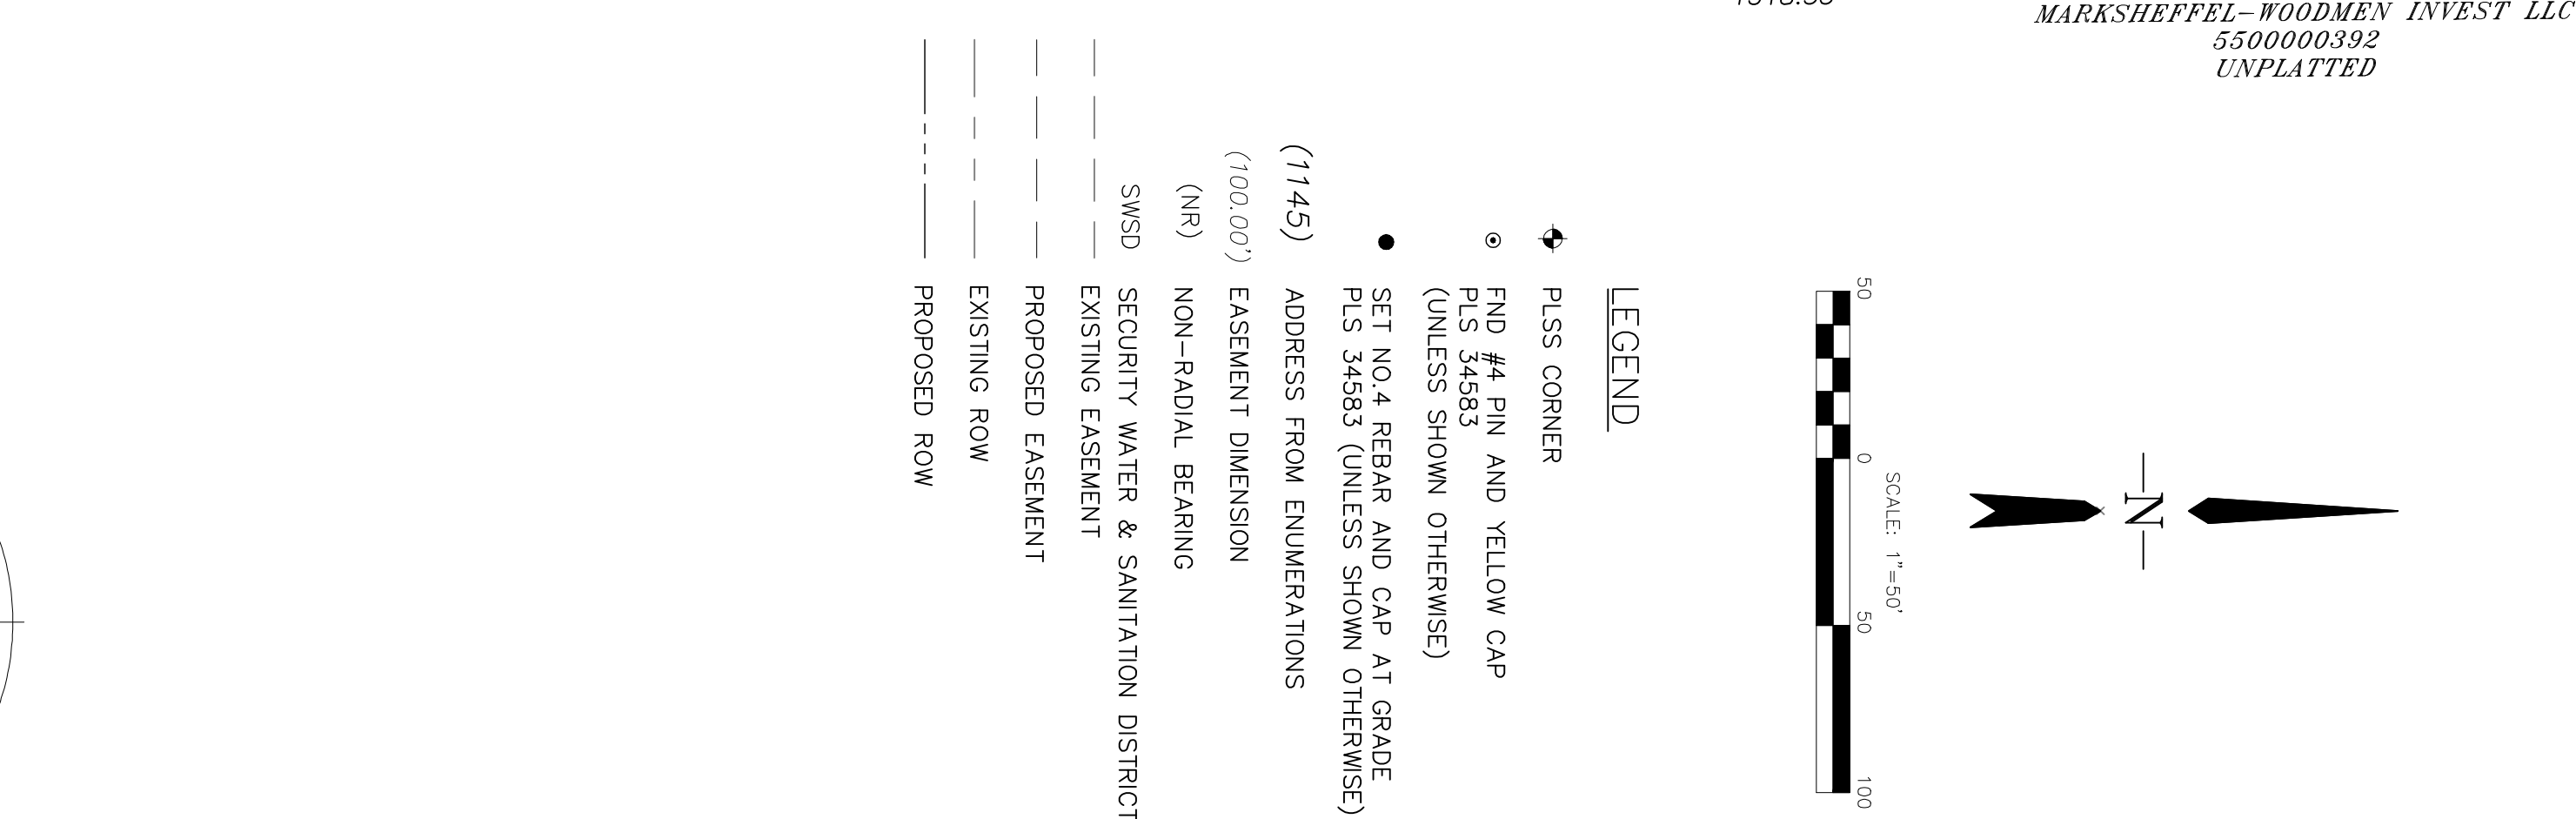 MARKSHEFFEL-WOODMEN INVEST LLC
5500000392
UNPLATTED
N
SCALE: 1"=50'
50 0 50 100
LEGEND
PLSS CORNER
FND #4 PIN AND YELLOW CAP
PLS 34583
(UNLESS SHOWN OTHERWISE)
SET NO.4 REBAR AND CAP AT GRADE
PLS 34583 (UNLESS SHOWN OTHERWISE)
(1145) ADDRESS FROM ENUMERATIONS
(100.00') EASEMENT DIMENSION
(NR) NON-RADIAL BEARING
SWSD SECURITY WATER & SANITATION DISTRICT
EXISTING EASEMENT
PROPOSED EASEMENT
EXISTING ROW
PROPOSED ROW